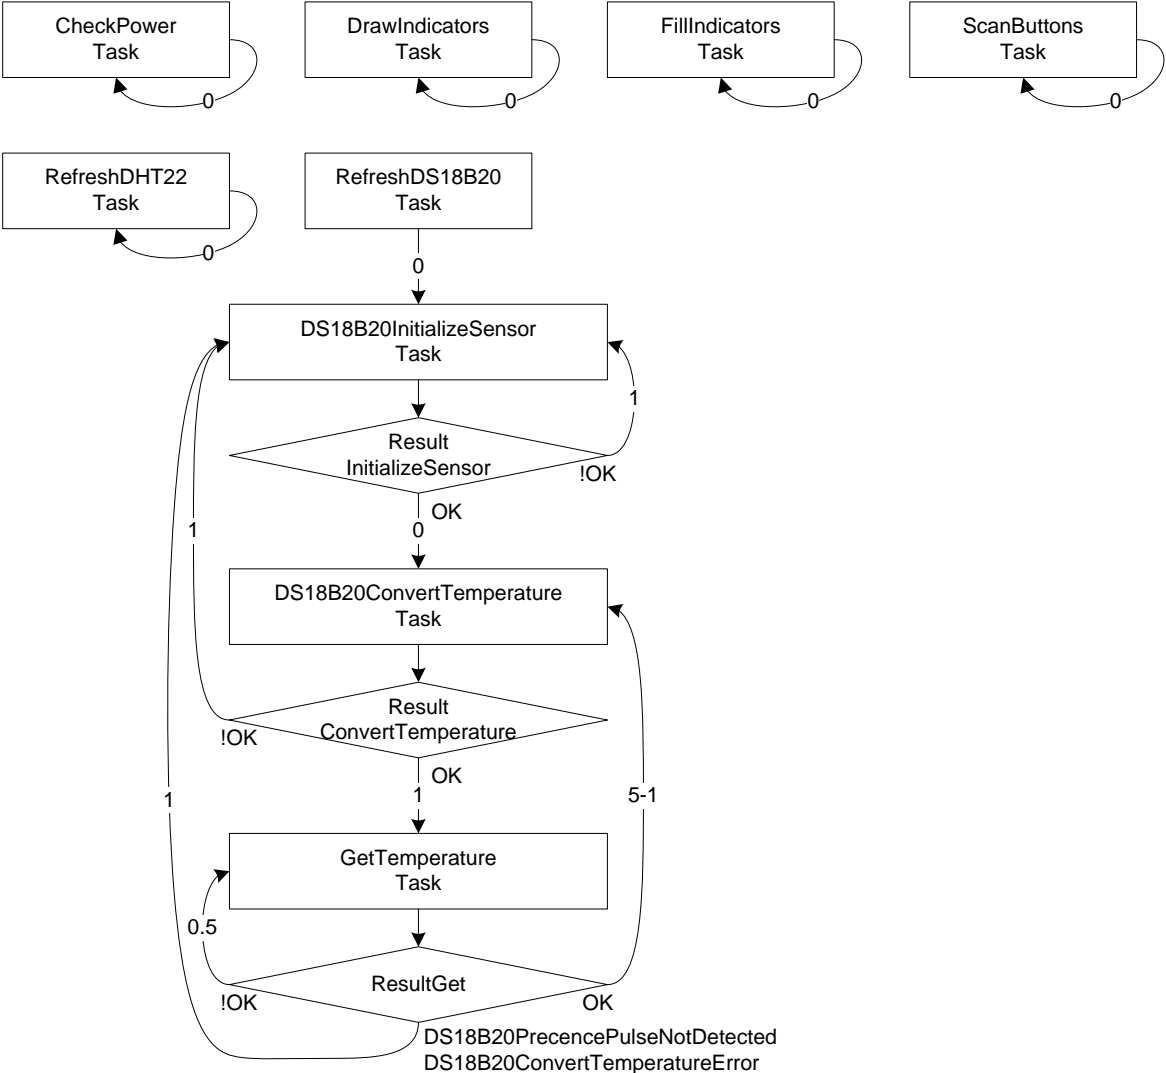 CheckPower
Task
0
DrawIndicators
Task
0
FillIndicators
Task
0
ScanButtons
Task
0
RefreshDHT22
Task
0
RefreshDS18B20
Task
0
DS18B20InitializeSensor
Task
1
Result
InitializeSensor
!OK
OK
0
1
DS18B20ConvertTemperature
Task
Result
ConvertTemperature
!OK
OK
1
1
5-1
GetTemperature
Task
0.5
ResultGet
!OK
OK
DS18B20PrecencePulseNotDetected
DS18B20ConvertTemperatureError